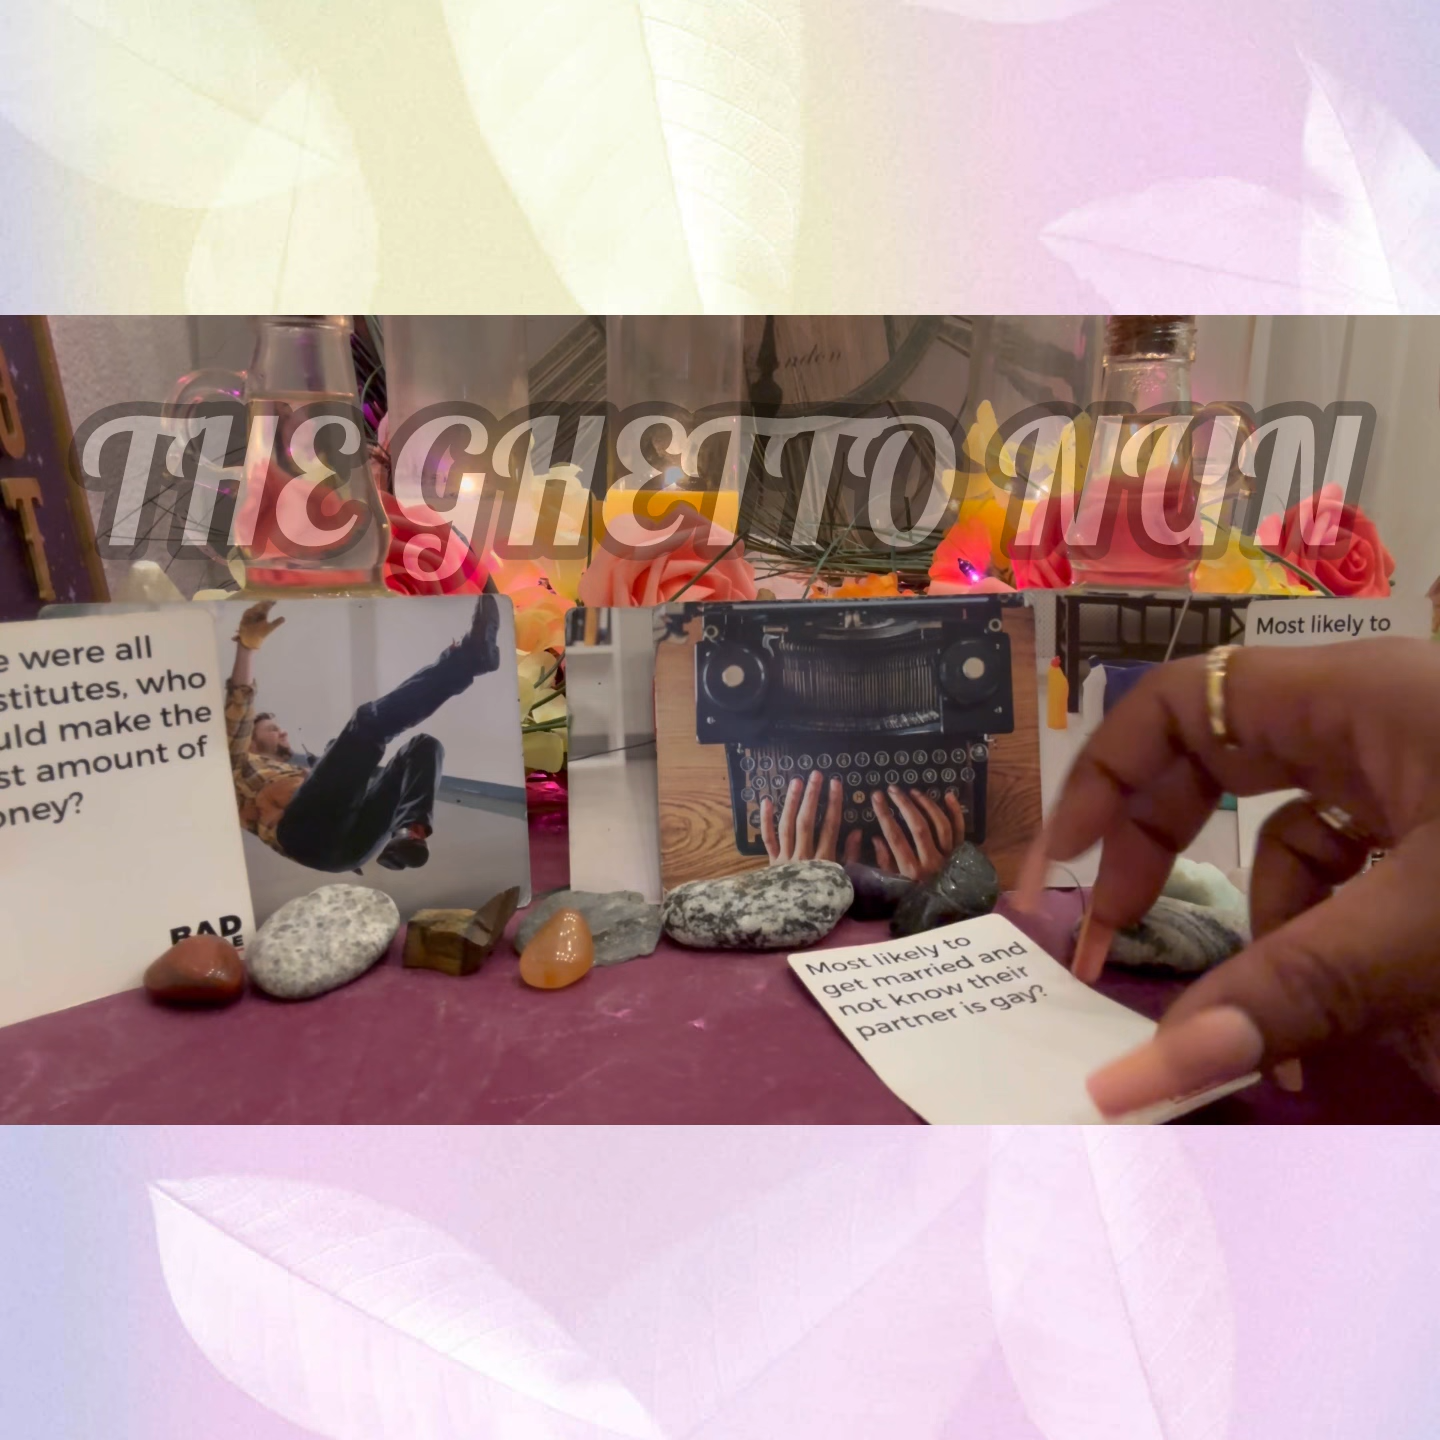 THE GHETTO NUN
e were all
stitutes, who
uld make the
st amount of
oney?
BAD
Most likely to
Most likely to
get married and
not know their
partner is gay?